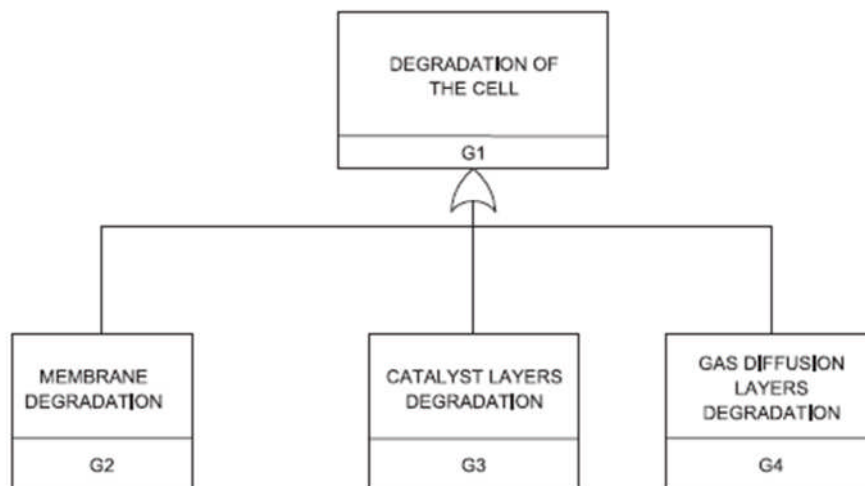 DEGRADATION OF
THE CELL
G1
MEMBRANE
DEGRADATION
G2
CATALYST LAYERS
DEGRADATION
G3
GAS DIFFUSION
LAYERS
DEGRADATION
G4